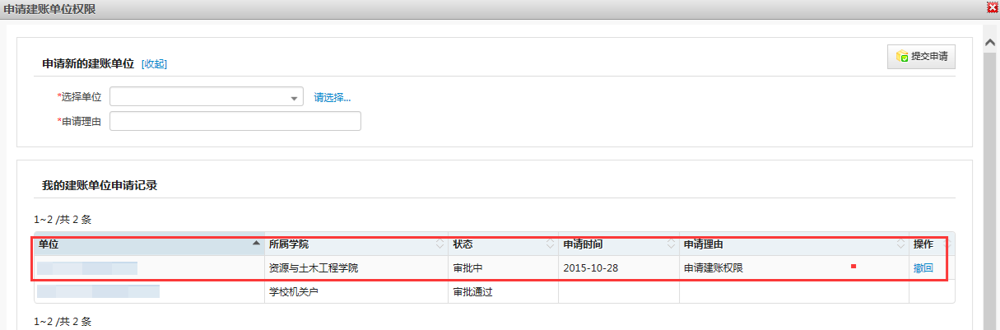 申请建账单位权限
申请新的建账单位 [收起]
提交申请
*选择单位 请选择...
*申请理由
我的建账单位申请记录
1~2 /共 2 条
单位 所属学院 状态 申请时间 申请理由 操作
资源与土木工程学院 审批中 2015-10-28 申请建账权限 撤回
学校机关户 审批通过
1~2 /共 2 条